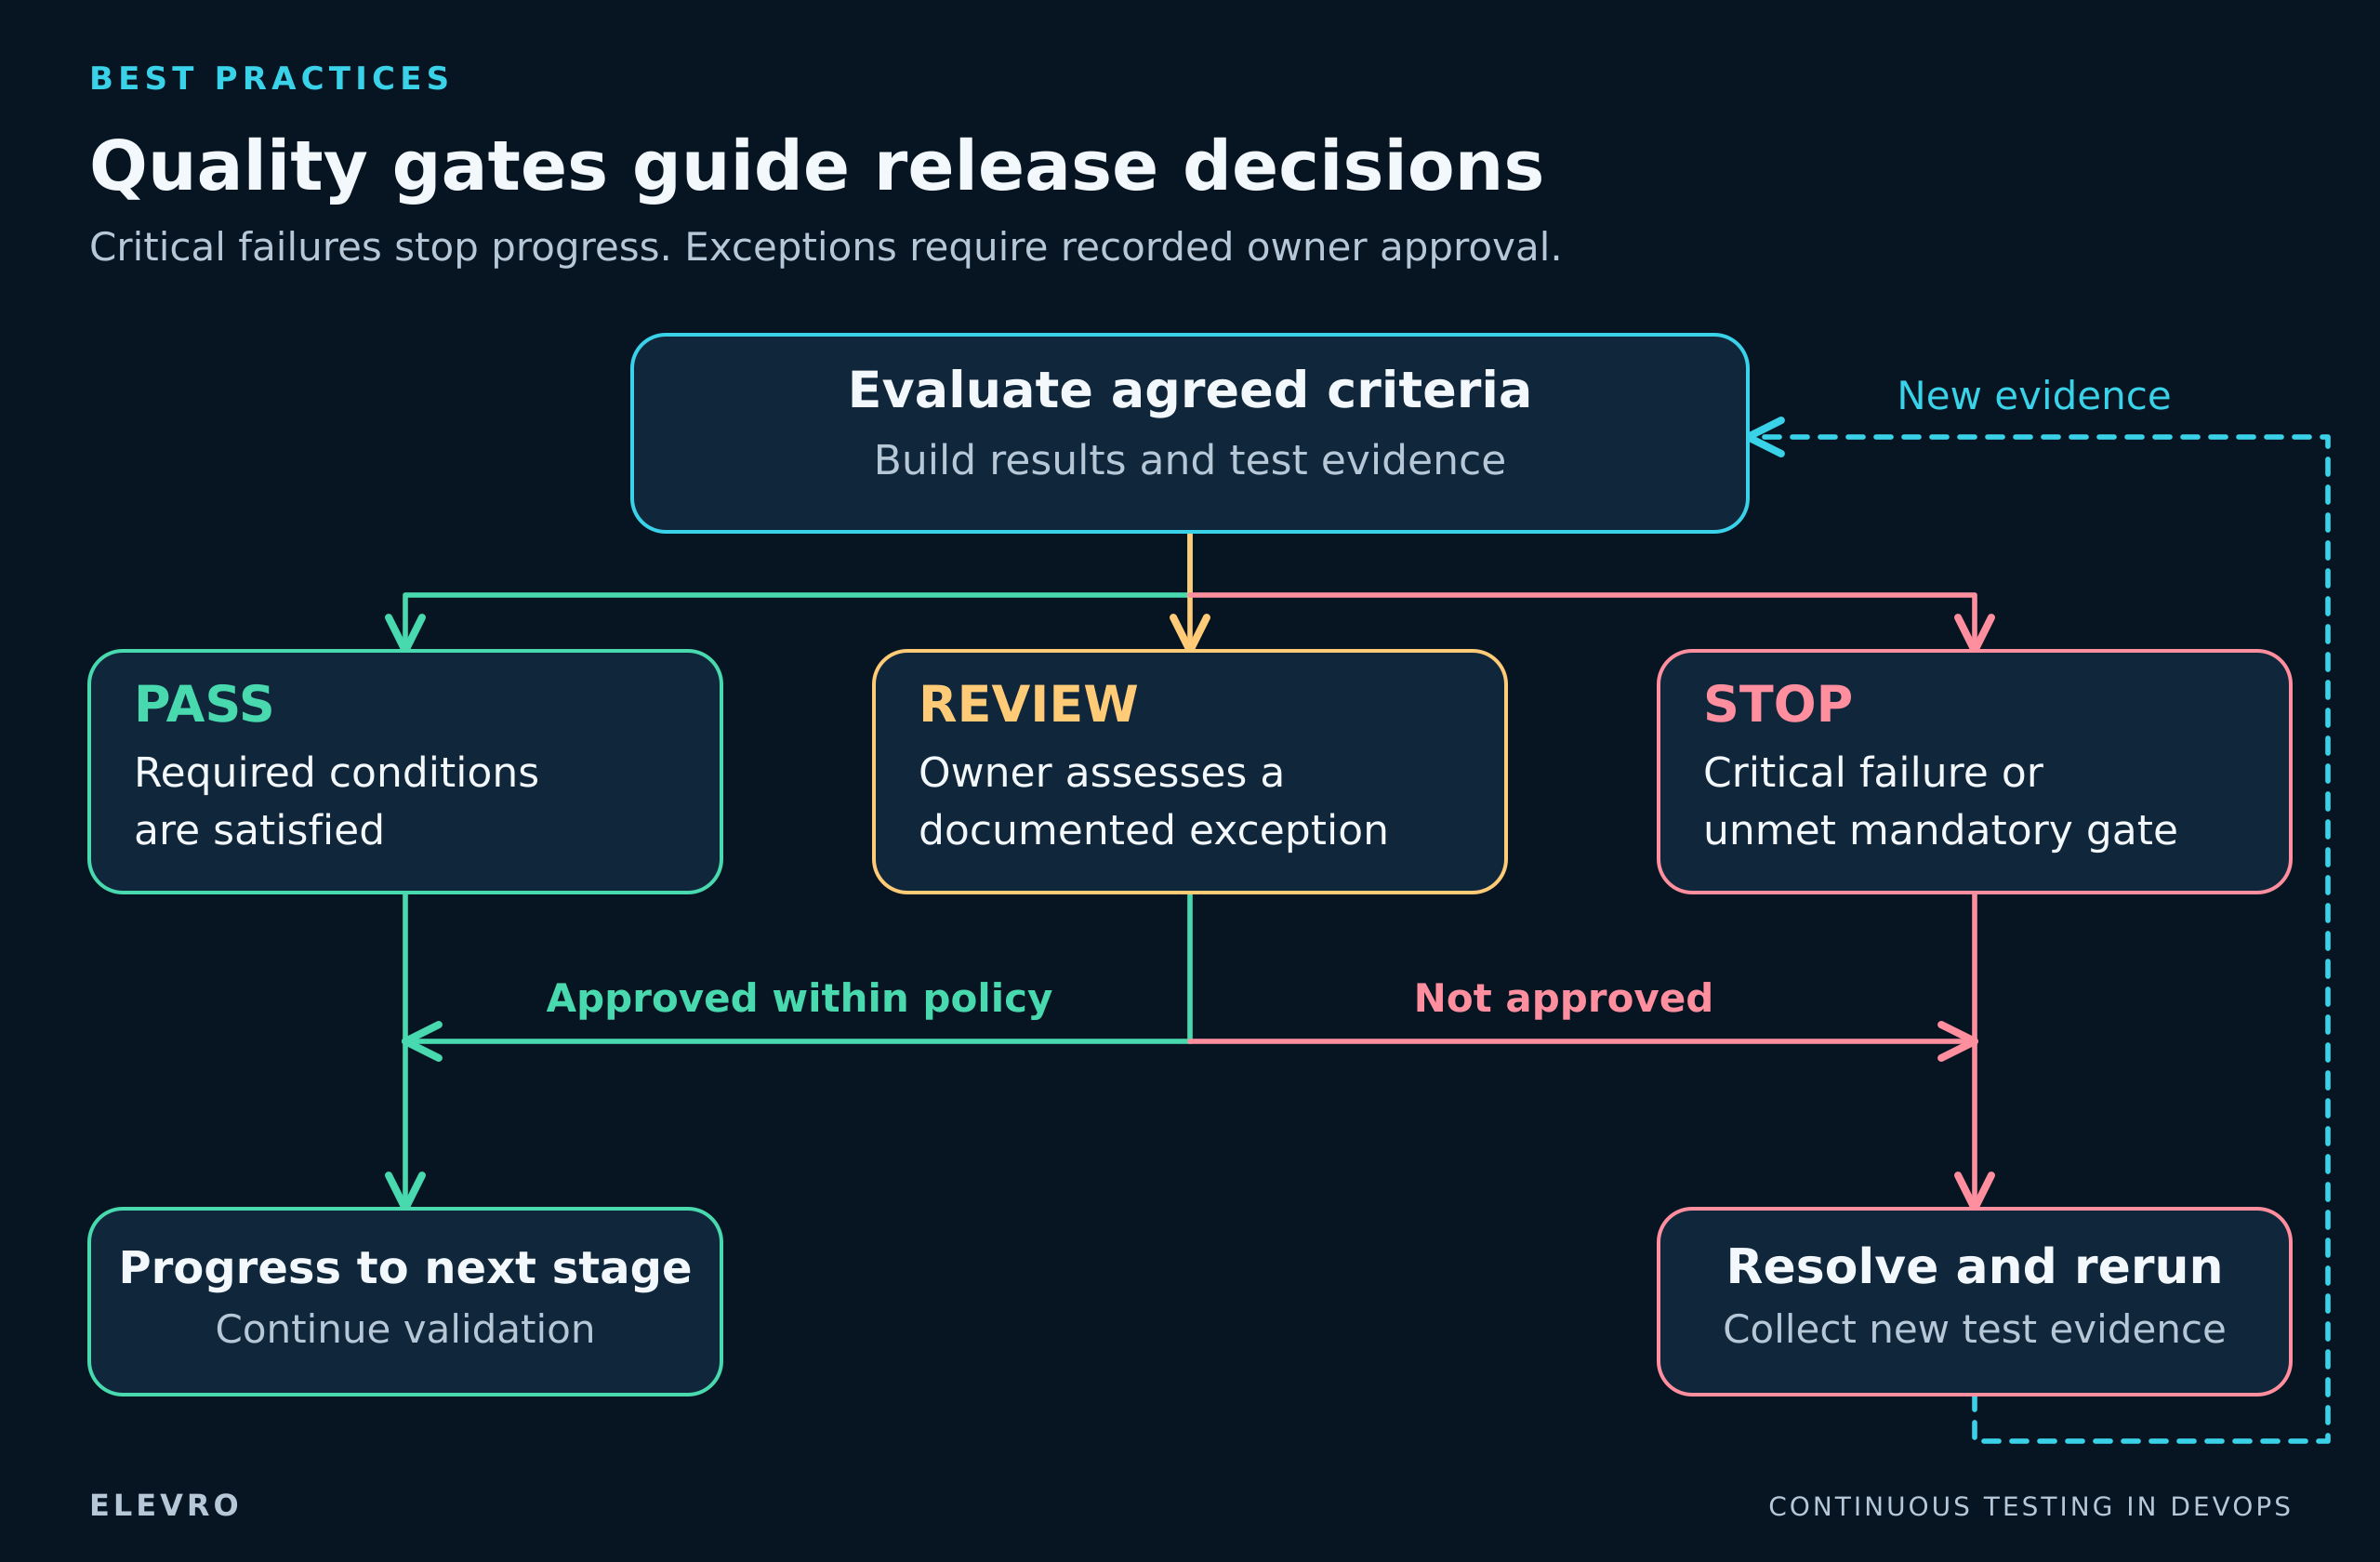 BEST PRACTICES
Quality gates guide release decisions
Critical failures stop progress. Exceptions require recorded owner approval.
Evaluate agreed criteria
Build results and test evidence
New evidence
PASS
Required conditions
are satisfied
REVIEW
Owner assesses a
documented exception
STOP
Critical failure or
unmet mandatory gate
Approved within policy
Not approved
Progress to next stage
Continue validation
Resolve and rerun
Collect new test evidence
ELEVRO
CONTINUOUS TESTING IN DEVOPS